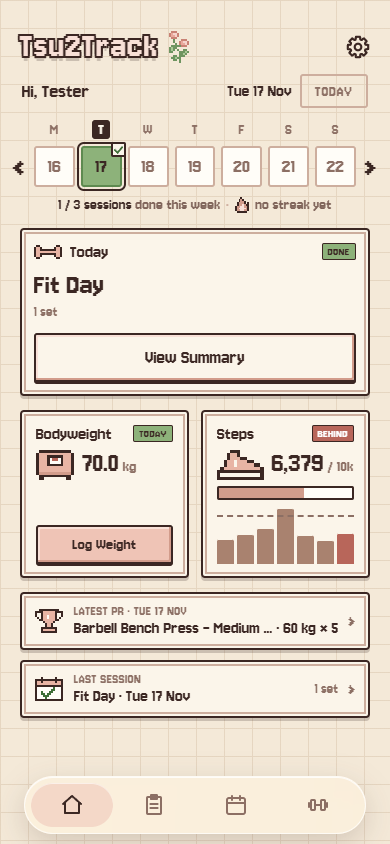 Tsu2Track
Hi, Tester
Tue 17 Nov
TODAY
M T W T F S S
16 17 18 19 20 21 22
1 / 3 sessions done this week · no streak yet
Today
DONE
Fit Day
1 set
View Summary
Bodyweight
TODAY
70.0 kg
Log Weight
Steps
BEHIND
6,379 / 10k
LATEST PR · TUE 17 NOV
Barbell Bench Press – Medium ... · 60 kg × 5
LAST SESSION
Fit Day · Tue 17 Nov
1 set